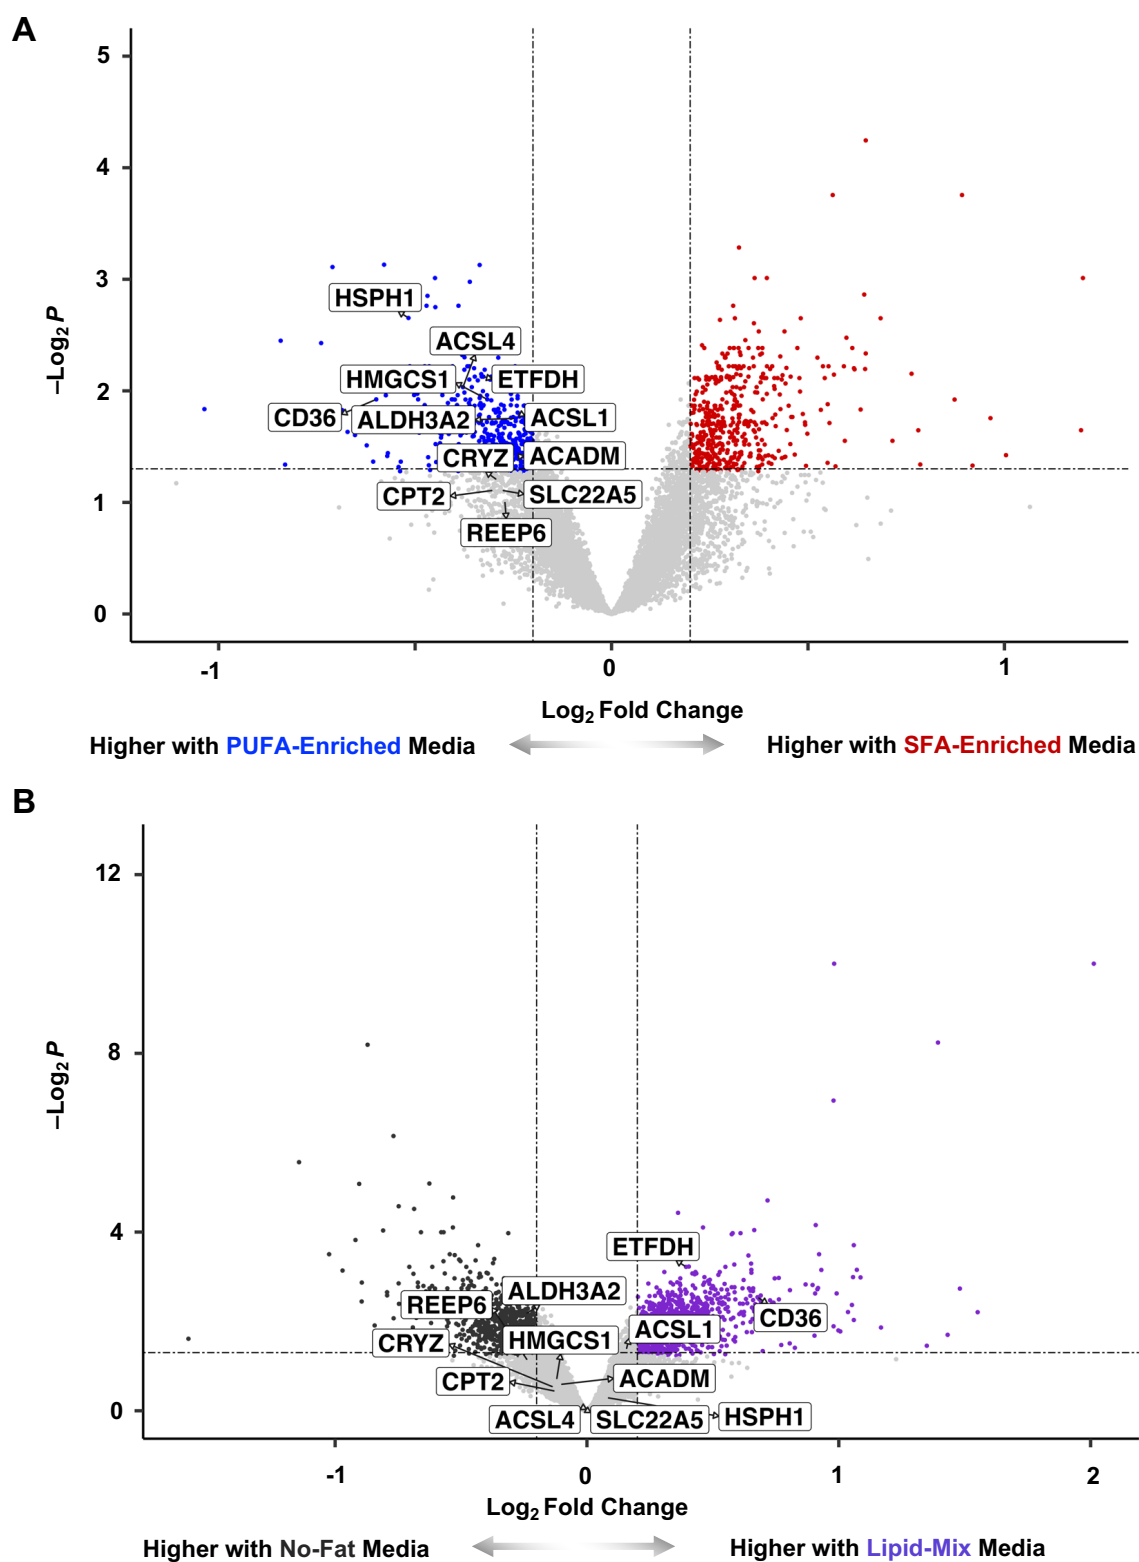 A
5
4
3
2
1
0
–Log2 P
HSPH1
ACSL4
HMGCS1
ETFDH
CD36
ALDH3A2
ACSL1
CRYZ
ACADM
CPT2
SLC22A5
REEP6
-1
0
1
Log2 Fold Change
Higher with PUFA-Enriched Media
Higher with SFA-Enriched Media
B
12
8
4
0
–Log2 P
ETFDH
ALDH3A2
REEP6
CD36
ACSL1
HMGCS1
CRYZ
ACADM
CPT2
ACSL4
SLC22A5
HSPH1
-1
0
1
2
Log2 Fold Change
Higher with No-Fat Media
Higher with Lipid-Mix Media